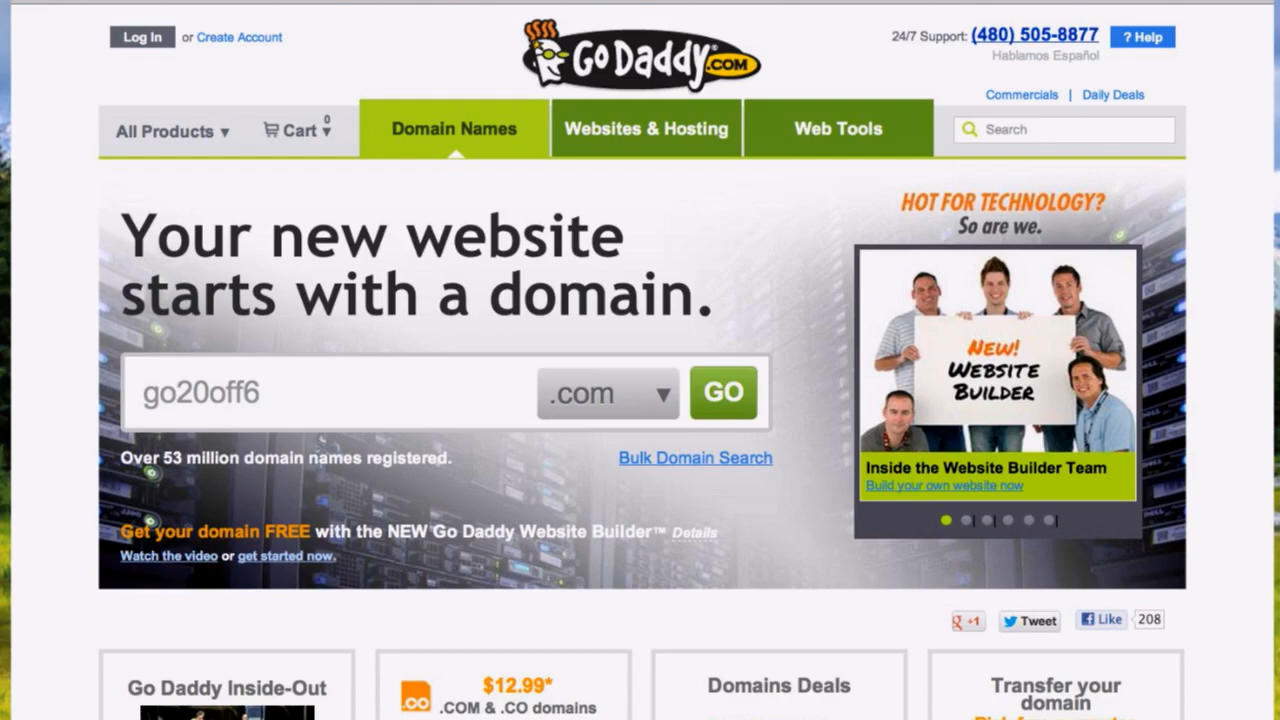 Log In or Create Account
GoDaddy.COM
24/7 Support: (480) 505-8877
? Help
Hablamos Español
Commercials | Daily Deals
All Products ▼
Cart 0 ▼
Domain Names
Websites & Hosting
Web Tools
Search
Your new website
starts with a domain.
go20off6
.com ▼
GO
Over 53 million domain names registered.
Bulk Domain Search
Get your domain FREE with the NEW Go Daddy Website Builder™ Details
Watch the video or get started now.
HOT FOR TECHNOLOGY?
So are we.
NEW!
WEBSITE
BUILDER
Inside the Website Builder Team
Build your own website now
g +1
Tweet
Like 208
Go Daddy Inside-Out
.CO
$12.99*
.COM & .CO domains
Domains Deals
Transfer your
domain